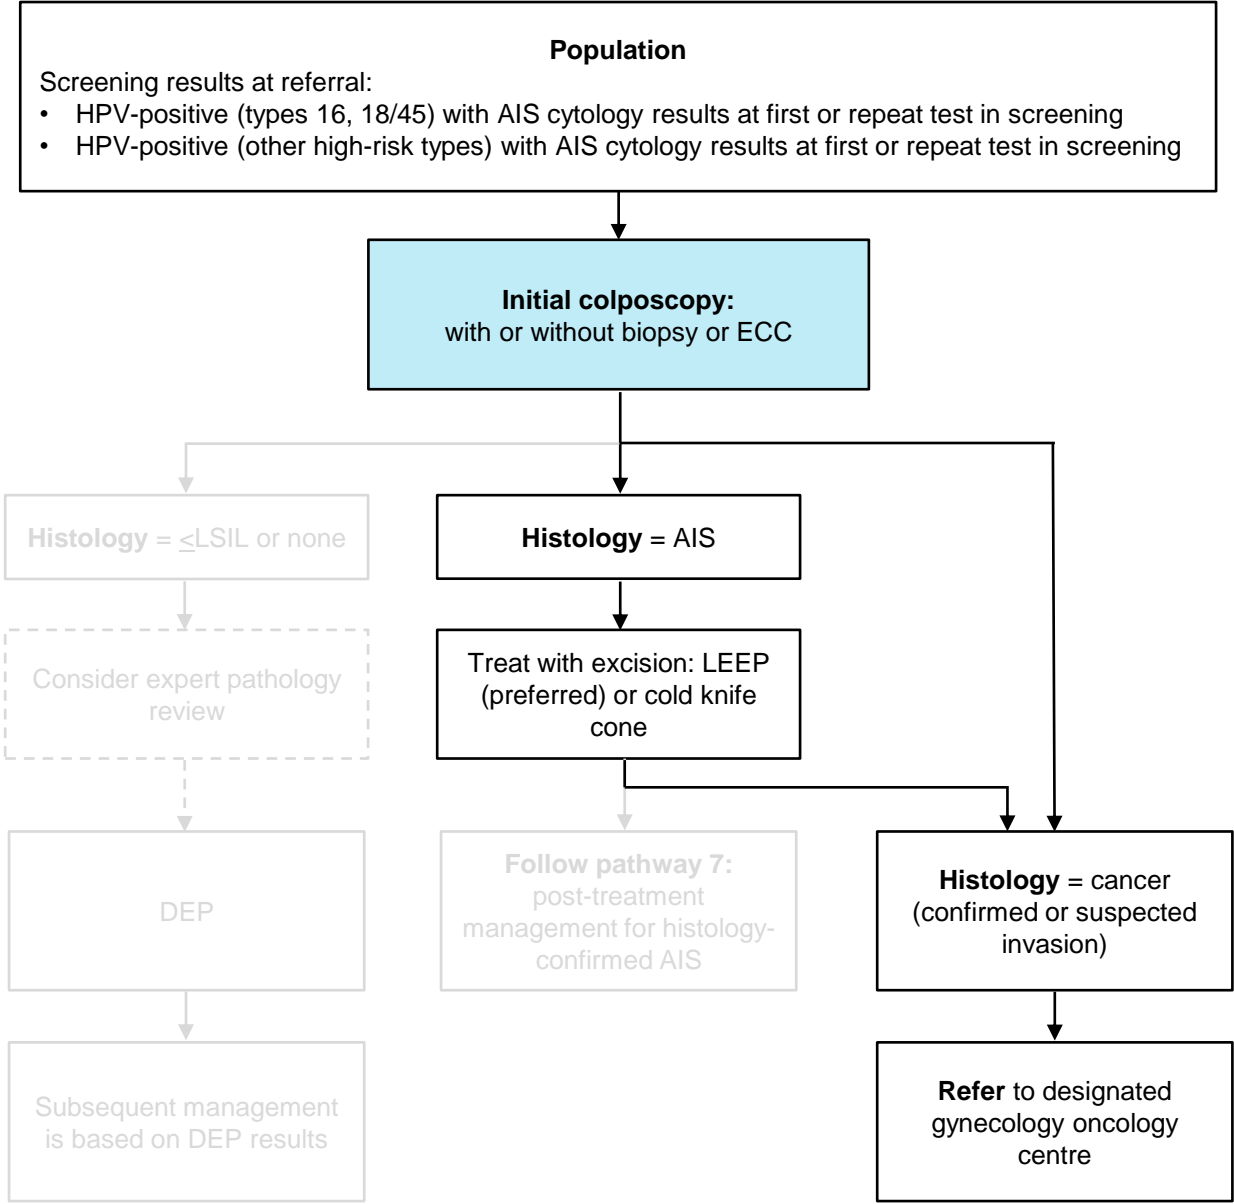 Population
Screening results at referral:
• HPV-positive (types 16, 18/45) with AIS cytology results at first or repeat test in screening
• HPV-positive (other high-risk types) with AIS cytology results at first or repeat test in screening
Initial colposcopy:
with or without biopsy or ECC
Histology = <LSIL or none
Histology = AIS
Consider expert pathology
review
Treat with excision: LEEP
(preferred) or cold knife
cone
DEP
Follow pathway 7:
post-treatment
management for histology-
confirmed AIS
Histology = cancer
(confirmed or suspected
invasion)
Subsequent management
is based on DEP results
Refer to designated
gynecology oncology
centre